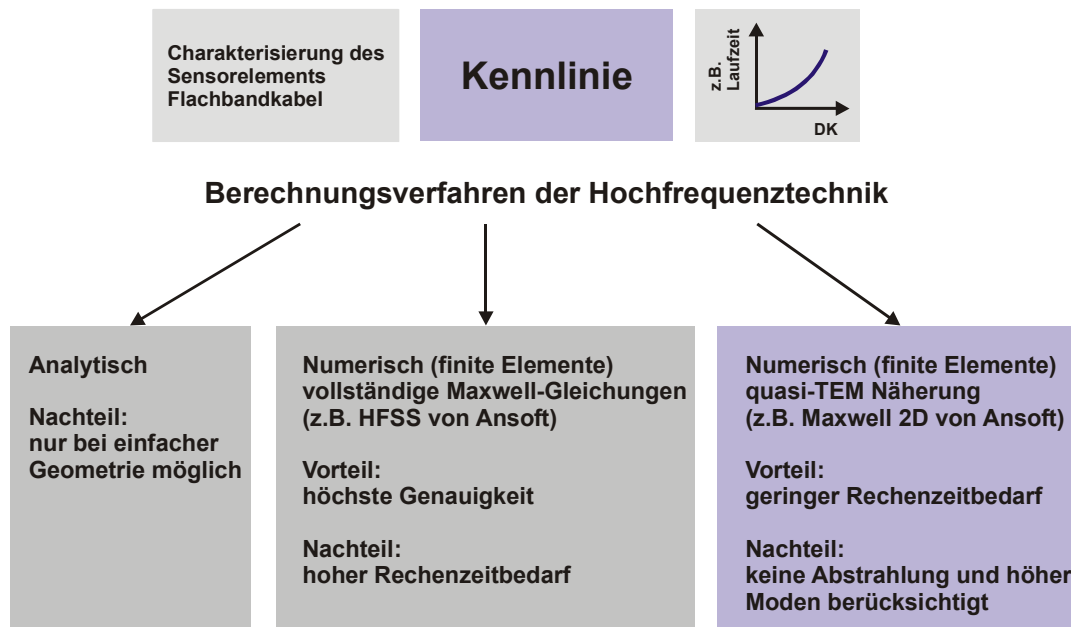 Charakterisierung des
Sensorelements
Flachbandkabel
Kennlinie
z.B.
Laufzeit
DK
Berechnungsverfahren der Hochfrequenztechnik
Analytisch
Nachteil:
nur bei einfacher
Geometrie möglich
Numerisch (finite Elemente)
vollständige Maxwell-Gleichungen
(z.B. HFSS von Ansoft)
Vorteil:
höchste Genauigkeit
Nachteil:
hoher Rechenzeitbedarf
Numerisch (finite Elemente)
quasi-TEM Näherung
(z.B. Maxwell 2D von Ansoft)
Vorteil:
geringer Rechenzeitbedarf
Nachteil:
keine Abstrahlung und höher
Moden berücksichtigt